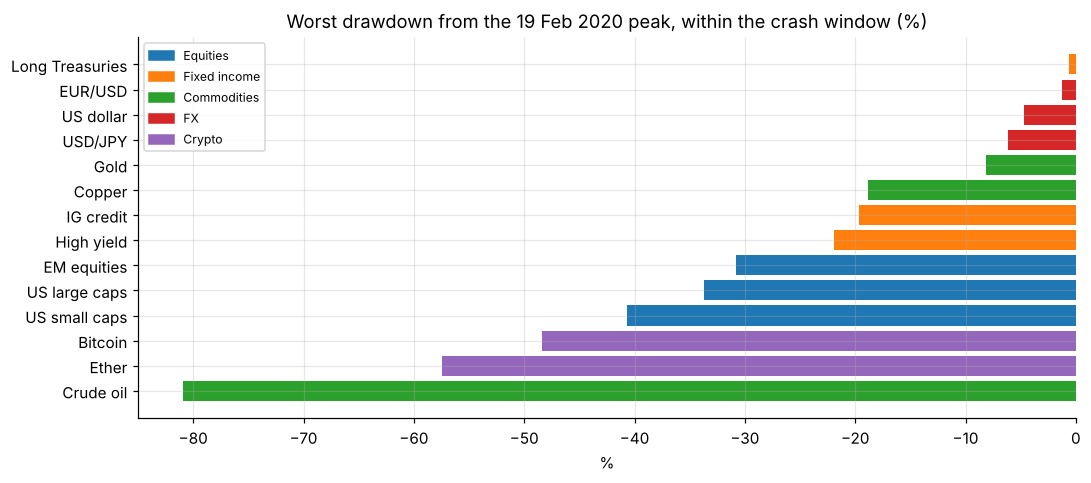 Worst drawdown from the 19 Feb 2020 peak, within the crash window (%)
Equities
Fixed income
Commodities
FX
Crypto
Long Treasuries
EUR/USD
US dollar
USD/JPY
Gold
Copper
IG credit
High yield
EM equities
US large caps
US small caps
Bitcoin
Ether
Crude oil
−80 −70 −60 −50 −40 −30 −20 −10 0
%